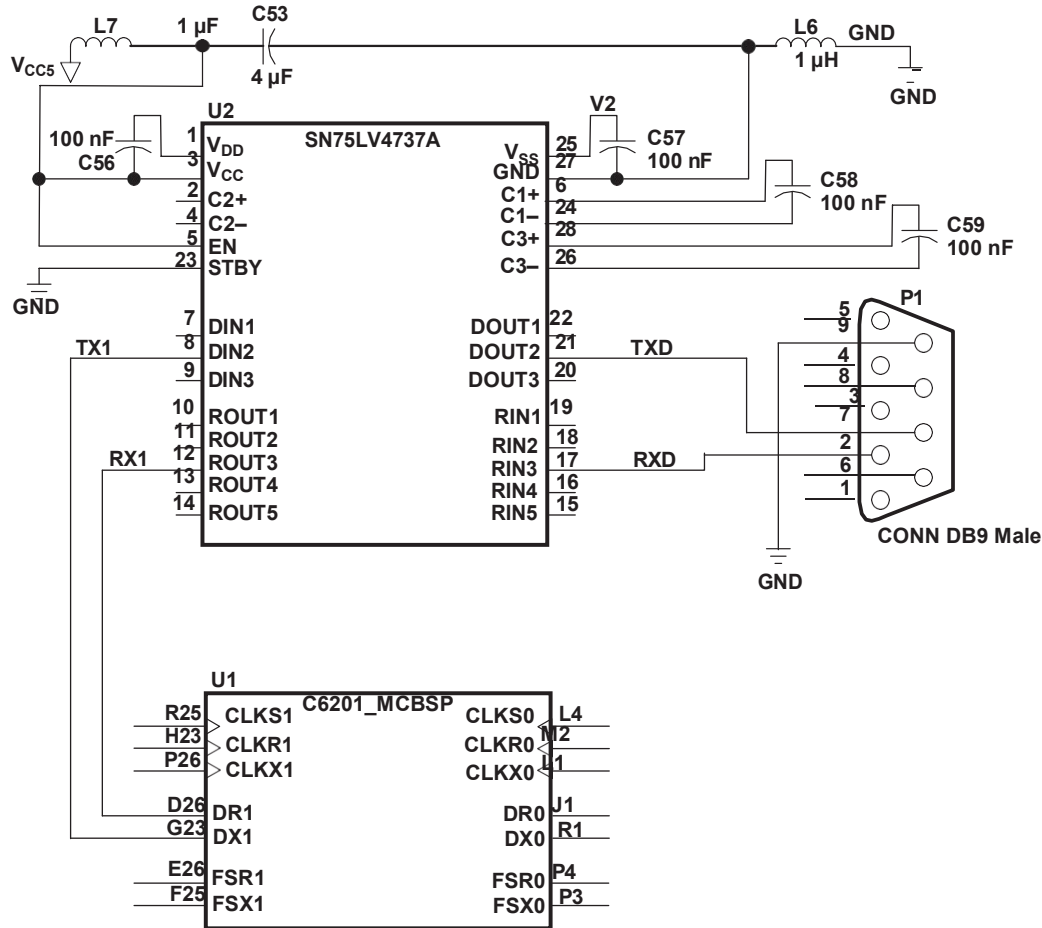 L7
1 µF
C53
4 µF
L6
1 µH
GND
GND
VCC5
U2
SN75LV4737A
100 nF
C56
1 VDD
3 VCC
2 C2+
4 C2–
5 EN
23 STBY
GND
7 DIN1
8 DIN2
9 DIN3
10 ROUT1
11 ROUT2
12 ROUT3
13 ROUT4
14 ROUT5
TX1
RX1
V2
C57
100 nF
VSS 25
GND 27
C1+ 6
C1– 24
C3+ 28
C3– 26
C58
100 nF
C59
100 nF
DOUT1 22
DOUT2 21
DOUT3 20
RIN1 19
RIN2 18
RIN3 17
RIN4 16
RIN5 15
TXD
RXD
P1
5
9
4
8
3
7
2
6
1
CONN DB9 Male
GND
U1
C6201_MCBSP
R25 CLKS1
H23 CLKR1
P26 CLKX1
D26 DR1
G23 DX1
E26 FSR1
F25 FSX1
CLKS0 L4
CLKR0 M2
CLKX0 L1
DR0 J1
DX0 R1
FSR0 P4
FSX0 P3